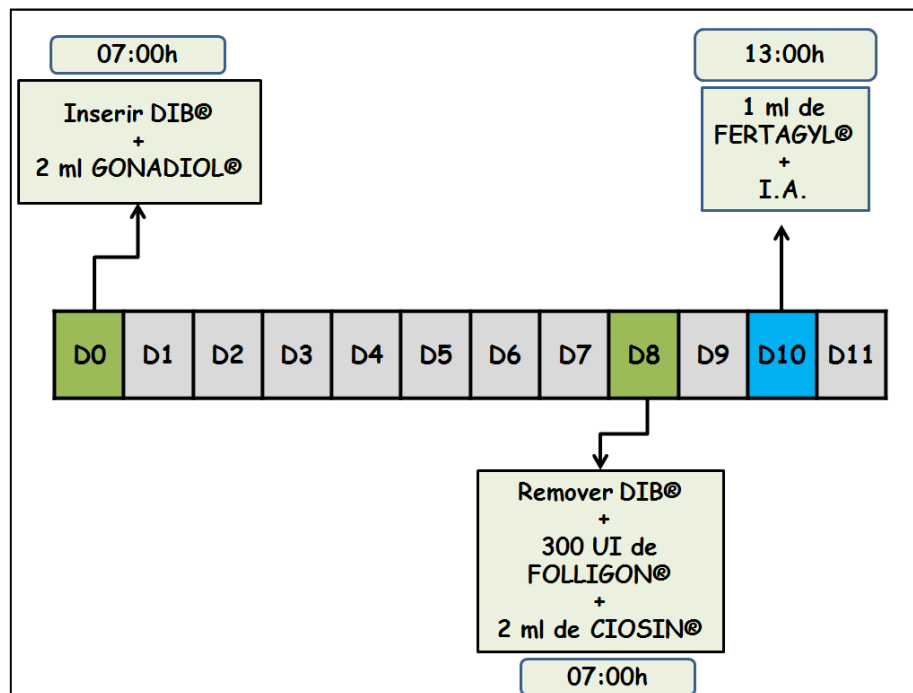 07:00h
Inserir DIB®
+
2 ml GONADIOL®
13:00h
1 ml de
FERTAGYL®
+
I.A.
D0 D1 D2 D3 D4 D5 D6 D7 D8 D9 D10 D11
Remover DIB®
+
300 UI de
FOLLIGON®
+
2 ml de CIOSIN®
07:00h